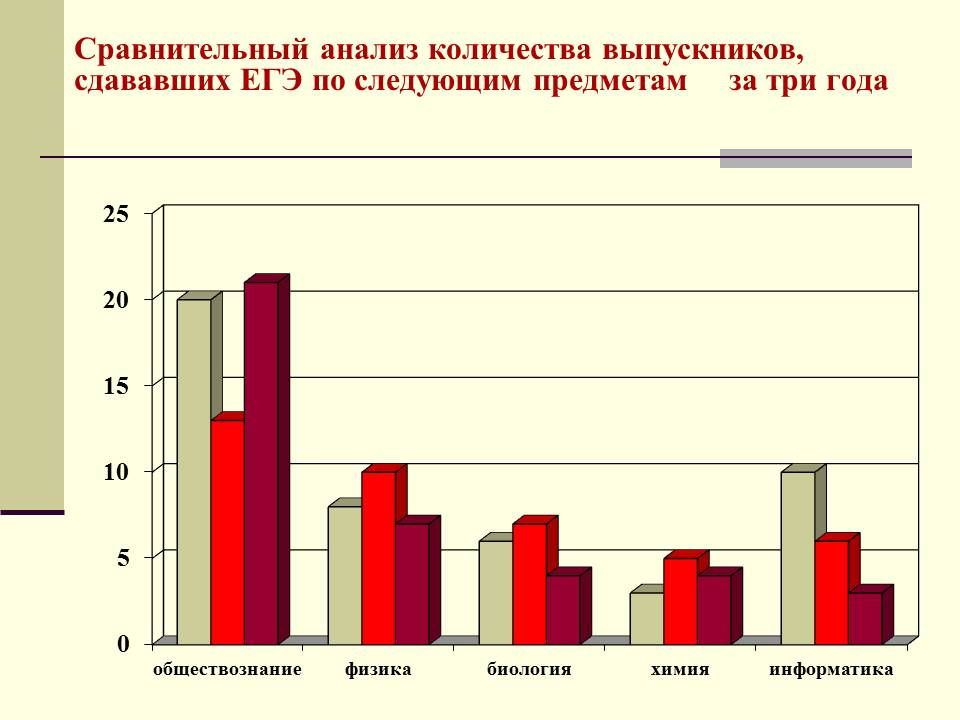 Сравнительный анализ количества выпускников,
сдававших ЕГЭ по следующим предметам за три года
25
20
15
10
5
0
обществознание физика биология химия информатика